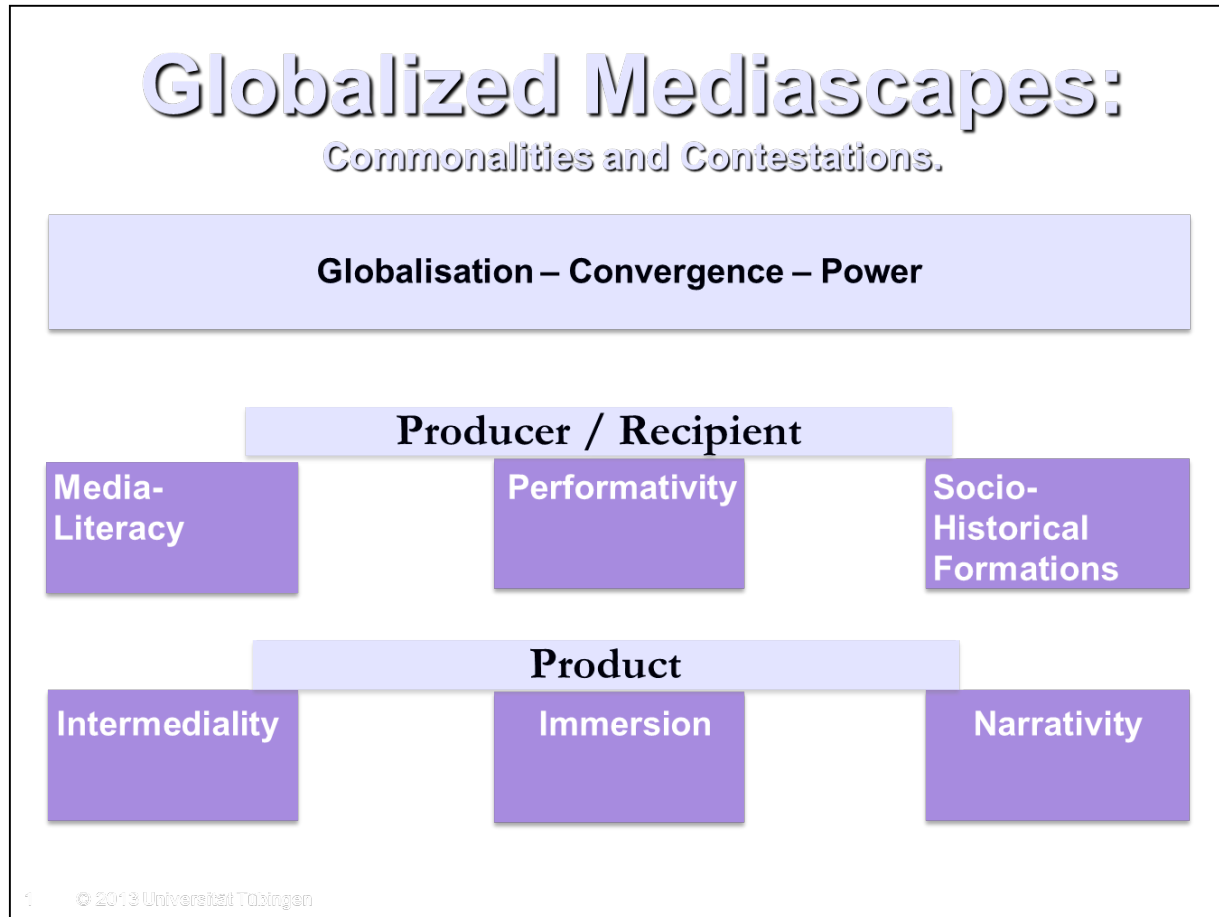 Globalized Mediascapes:
Commonalities and Contestations.
Globalisation – Convergence – Power
Producer / Recipient
Media-
Literacy
Performativity
Socio-
Historical
Formations
Product
Intermediality
Immersion
Narrativity
1 © 2013 Universität Tübingen